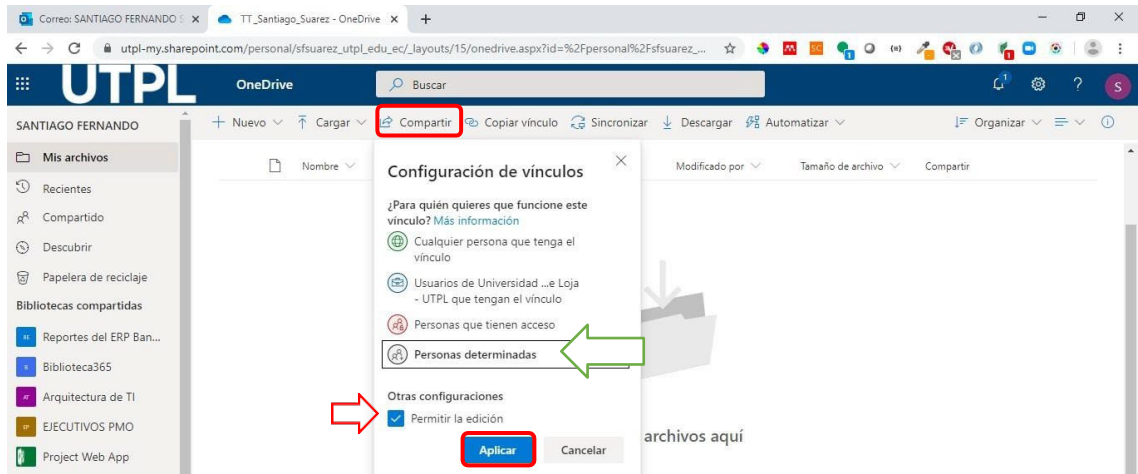 Correo: SANTIAGO FERNANDO S
TT_Santiago_Suarez - OneDrive
utpl-my.sharepoint.com/personal/sfsuarez_utpl_edu_ec/_layouts/15/onedrive.aspx?id=%2Fpersonal%2Fsfsuarez_...
UTPL
OneDrive
Buscar
1
?
S
SANTIAGO FERNANDO
Nuevo
Cargar
Compartir
Copiar vínculo
Sincronizar
Descargar
Automatizar
Organizar
Mis archivos
Recientes
Compartido
Descubrir
Papelera de reciclaje
Bibliotecas compartidas
Reportes del ERP Ban...
Biblioteca365
AT Arquitectura de TI
EJECUTIVOS PMO
Project Web App
Nombre
Modificado por
Tamaño de archivo
Compartir
Configuración de vínculos
¿Para quién quieres que funcione este
vínculo? Más información
Cualquier persona que tenga el
vínculo
Usuarios de Universidad ...e Loja
- UTPL que tengan el vínculo
Personas que tienen acceso
Personas determinadas
Otras configuraciones
Permitir la edición
Aplicar
Cancelar
archivos aquí